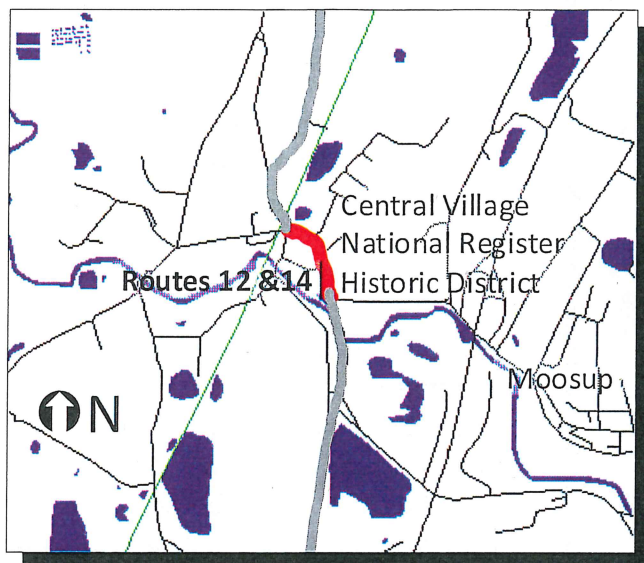 Central Village
National Register
Routes 12 &14
Historic District
Moosup
N